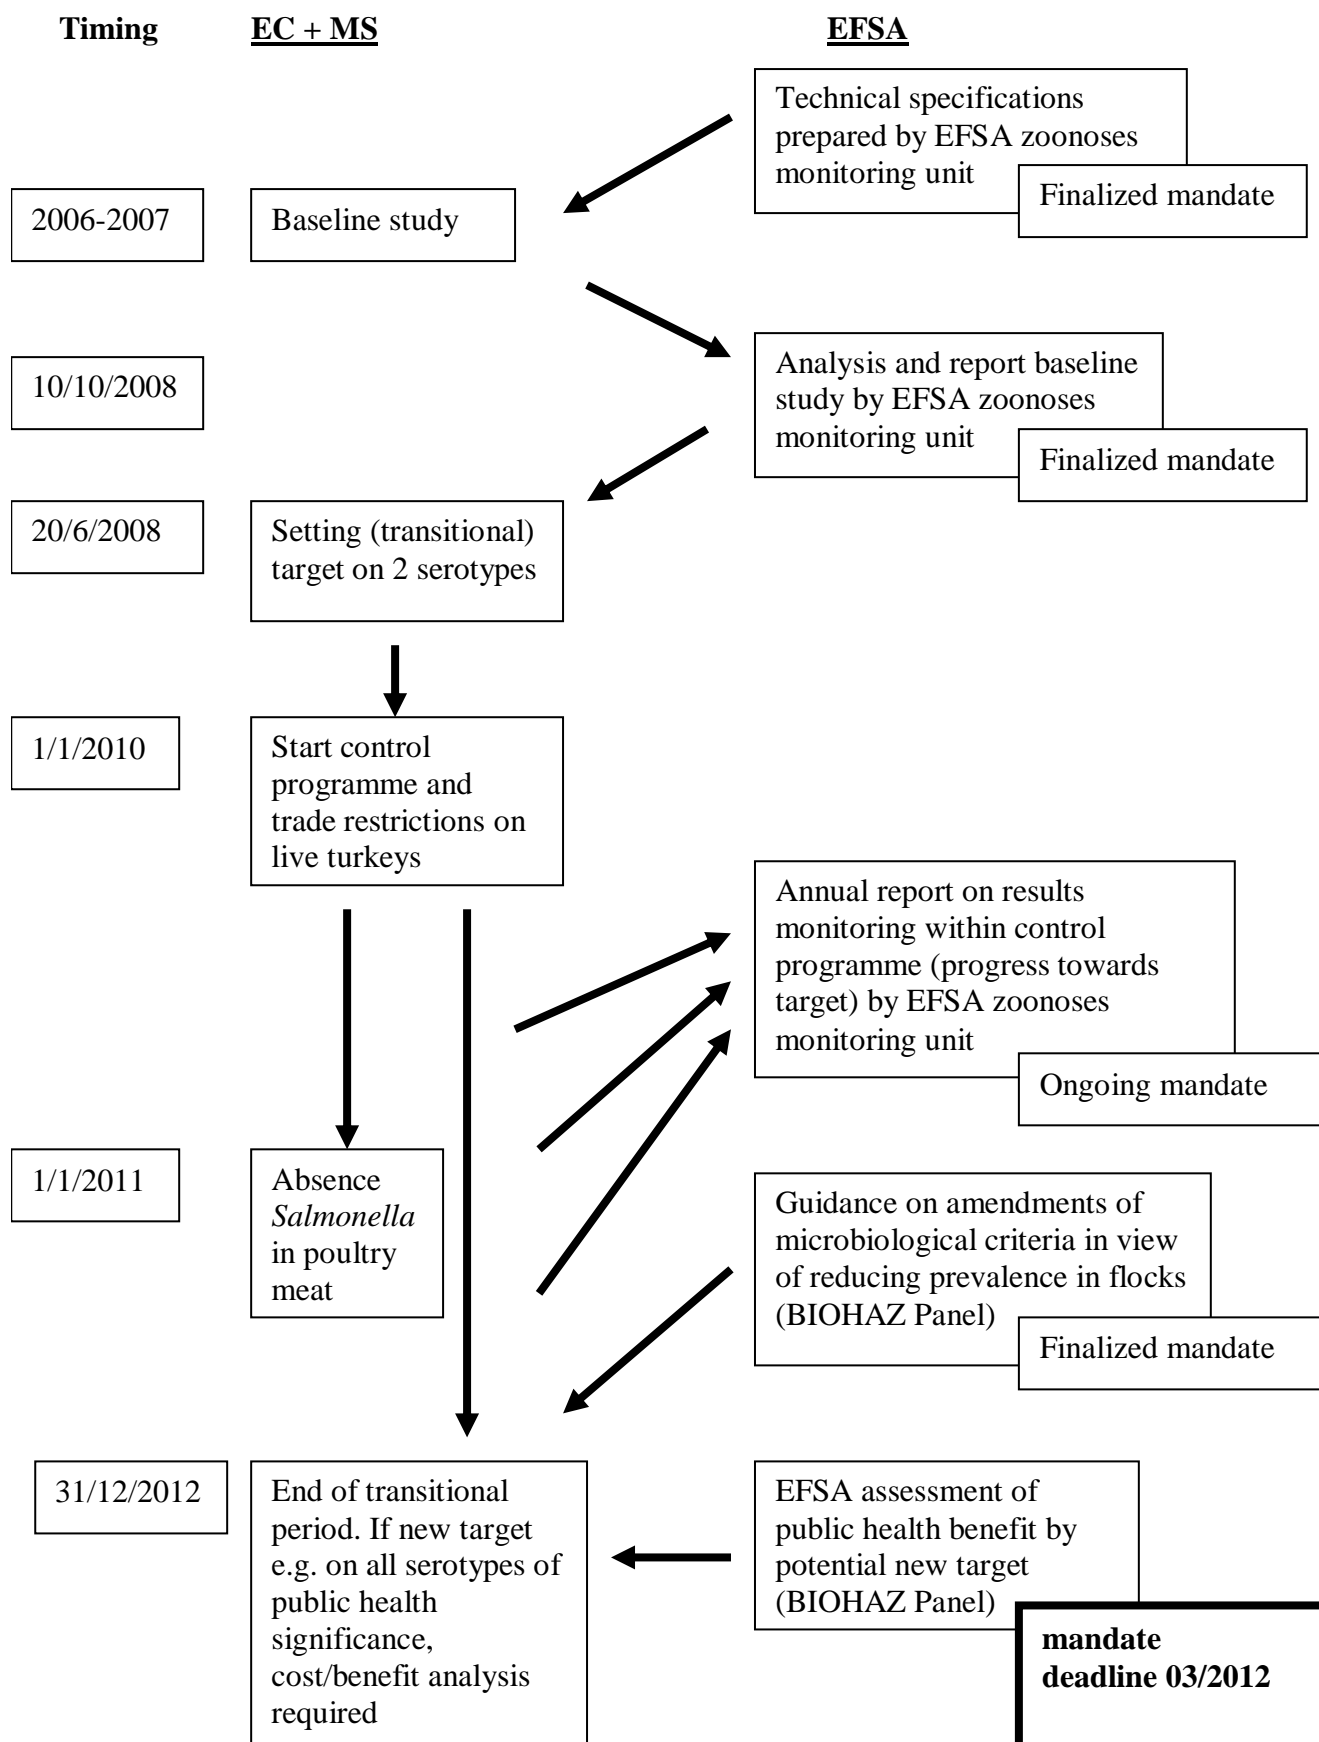 Timing
EC + MS
EFSA
Technical specifications
prepared by EFSA zoonoses
monitoring unit
Finalized mandate
2006-2007
Baseline study
Analysis and report baseline
study by EFSA zoonoses
monitoring unit
Finalized mandate
10/10/2008
20/6/2008
Setting (transitional)
target on 2 serotypes
1/1/2010
Start control
programme and
trade restrictions on
live turkeys
Annual report on results
monitoring within control
programme (progress towards
target) by EFSA zoonoses
monitoring unit
Ongoing mandate
1/1/2011
Absence
Salmonella
in poultry
meat
Guidance on amendments of
microbiological criteria in view
of reducing prevalence in flocks
(BIOHAZ Panel)
Finalized mandate
31/12/2012
End of transitional
period. If new target
e.g. on all serotypes of
public health
significance,
cost/benefit analysis
required
EFSA assessment of
public health benefit by
potential new target
(BIOHAZ Panel)
mandate
deadline 03/2012